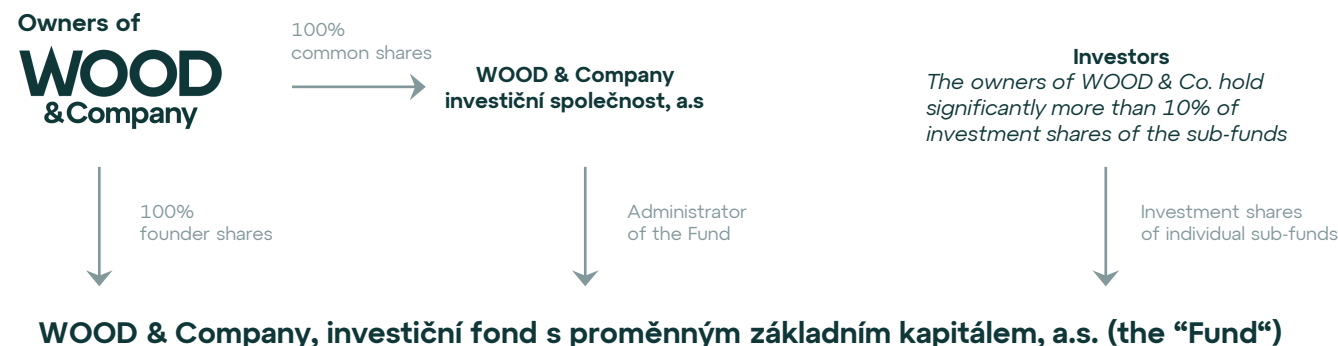 Owners of
WOOD
&Company
100%
common shares
WOOD & Company
investiční společnost, a.s
Investors
The owners of WOOD & Co. hold
significantly more than 10% of
investment shares of the sub-funds
100%
founder shares
Administrator
of the Fund
Investment shares
of individual sub-funds
WOOD & Company, investiční fond s proměnným základním kapitálem, a.s. (the “Fund“)